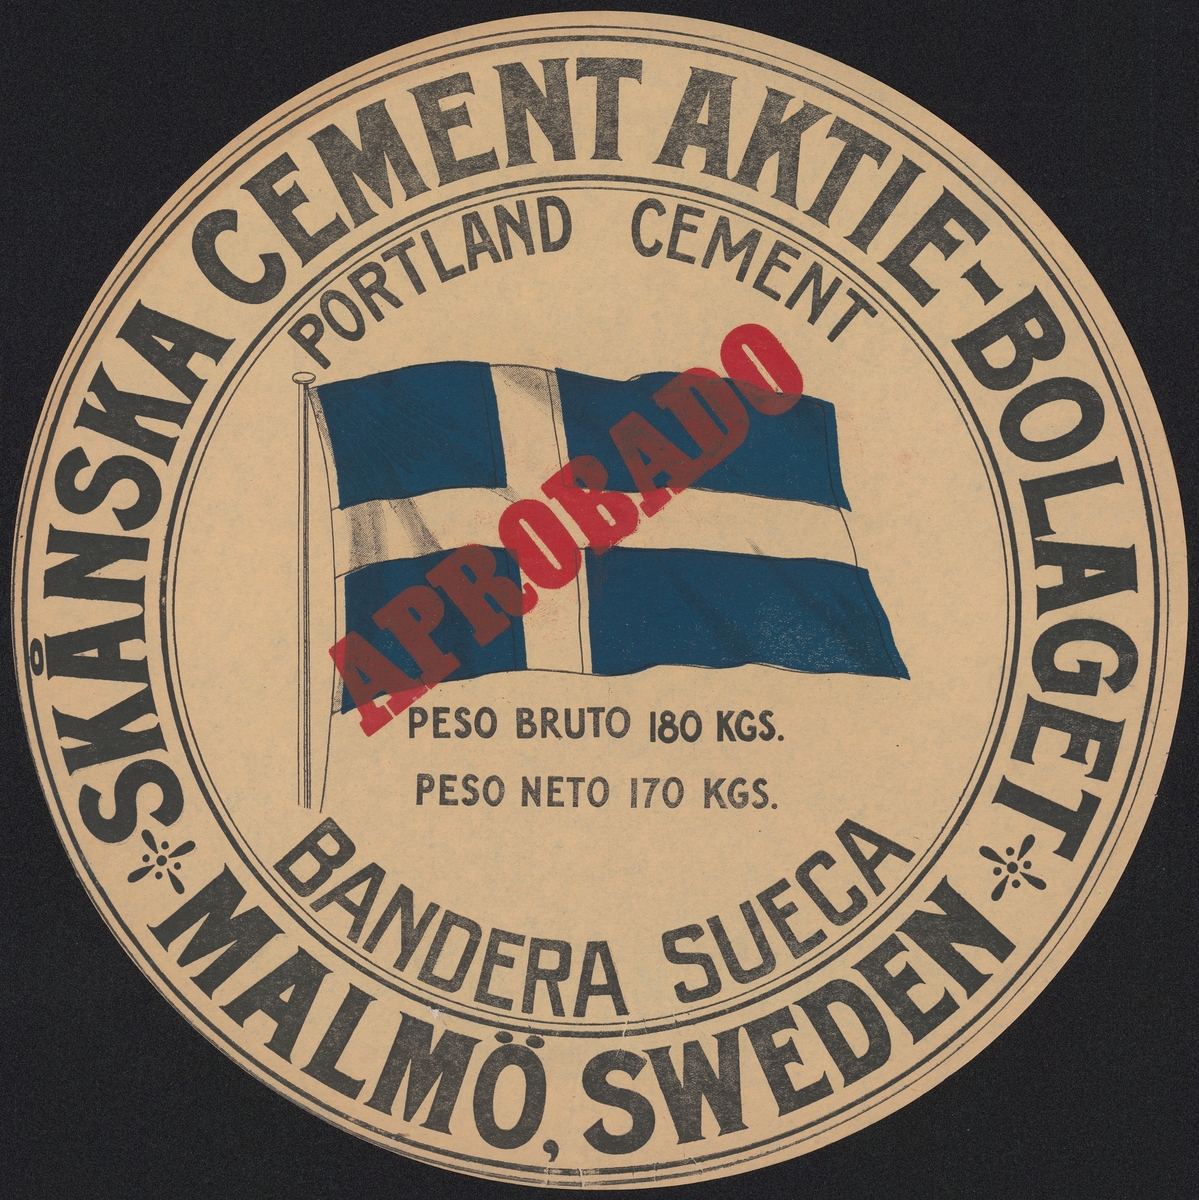 SKÅNSKA CEMENT AKTIE-BOLAGET
MALMÖ, SWEDEN
PORTLAND CEMENT
APROBADO
PESO BRUTO 180 KGS.
PESO NETO 170 KGS.
BANDERA SUECA